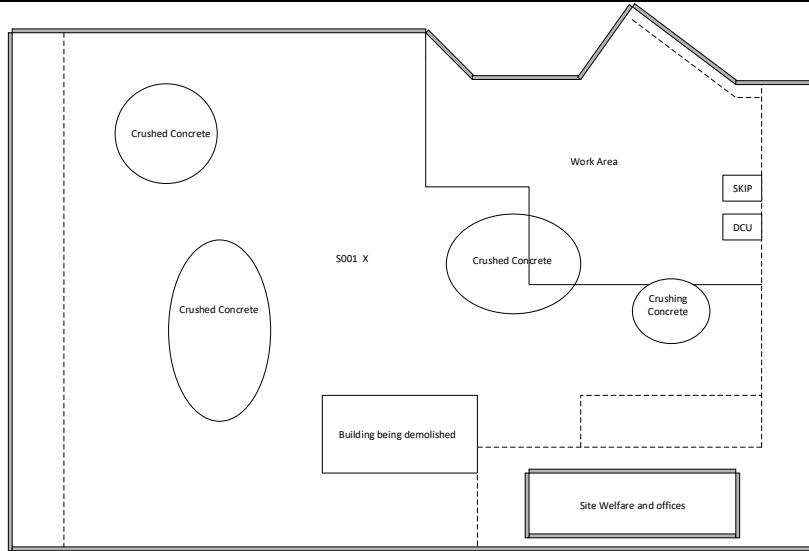 Crushed Concrete
Work Area
SKIP
DCU
S001 X
Crushed Concrete
Crushed Concrete
Crushing
Concrete
Building being demolished
Site Welfare and offices